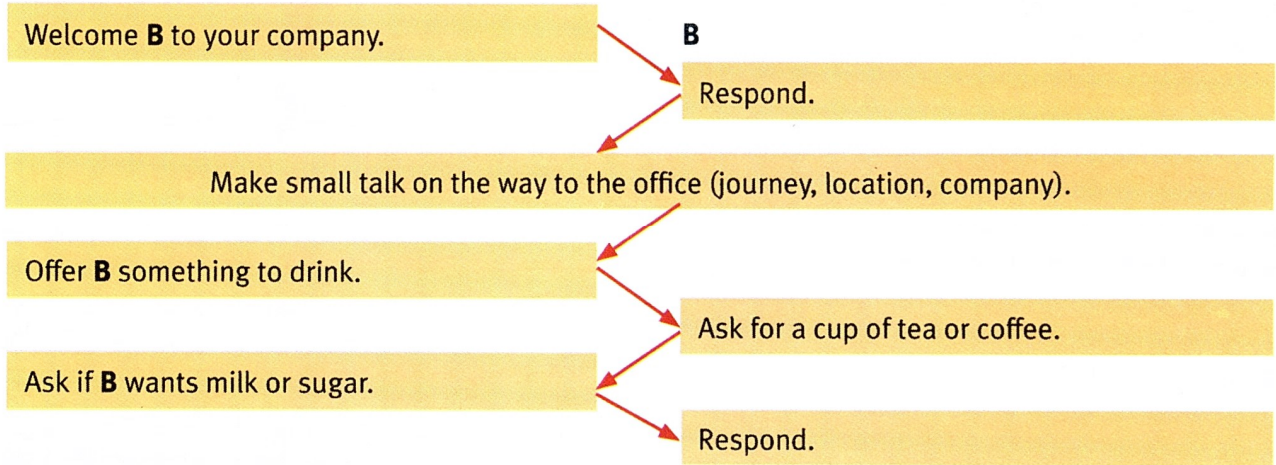 Welcome B to your company.
B
Respond.
Make small talk on the way to the office (journey, location, company).
Offer B something to drink.
Ask for a cup of tea or coffee.
Ask if B wants milk or sugar.
Respond.